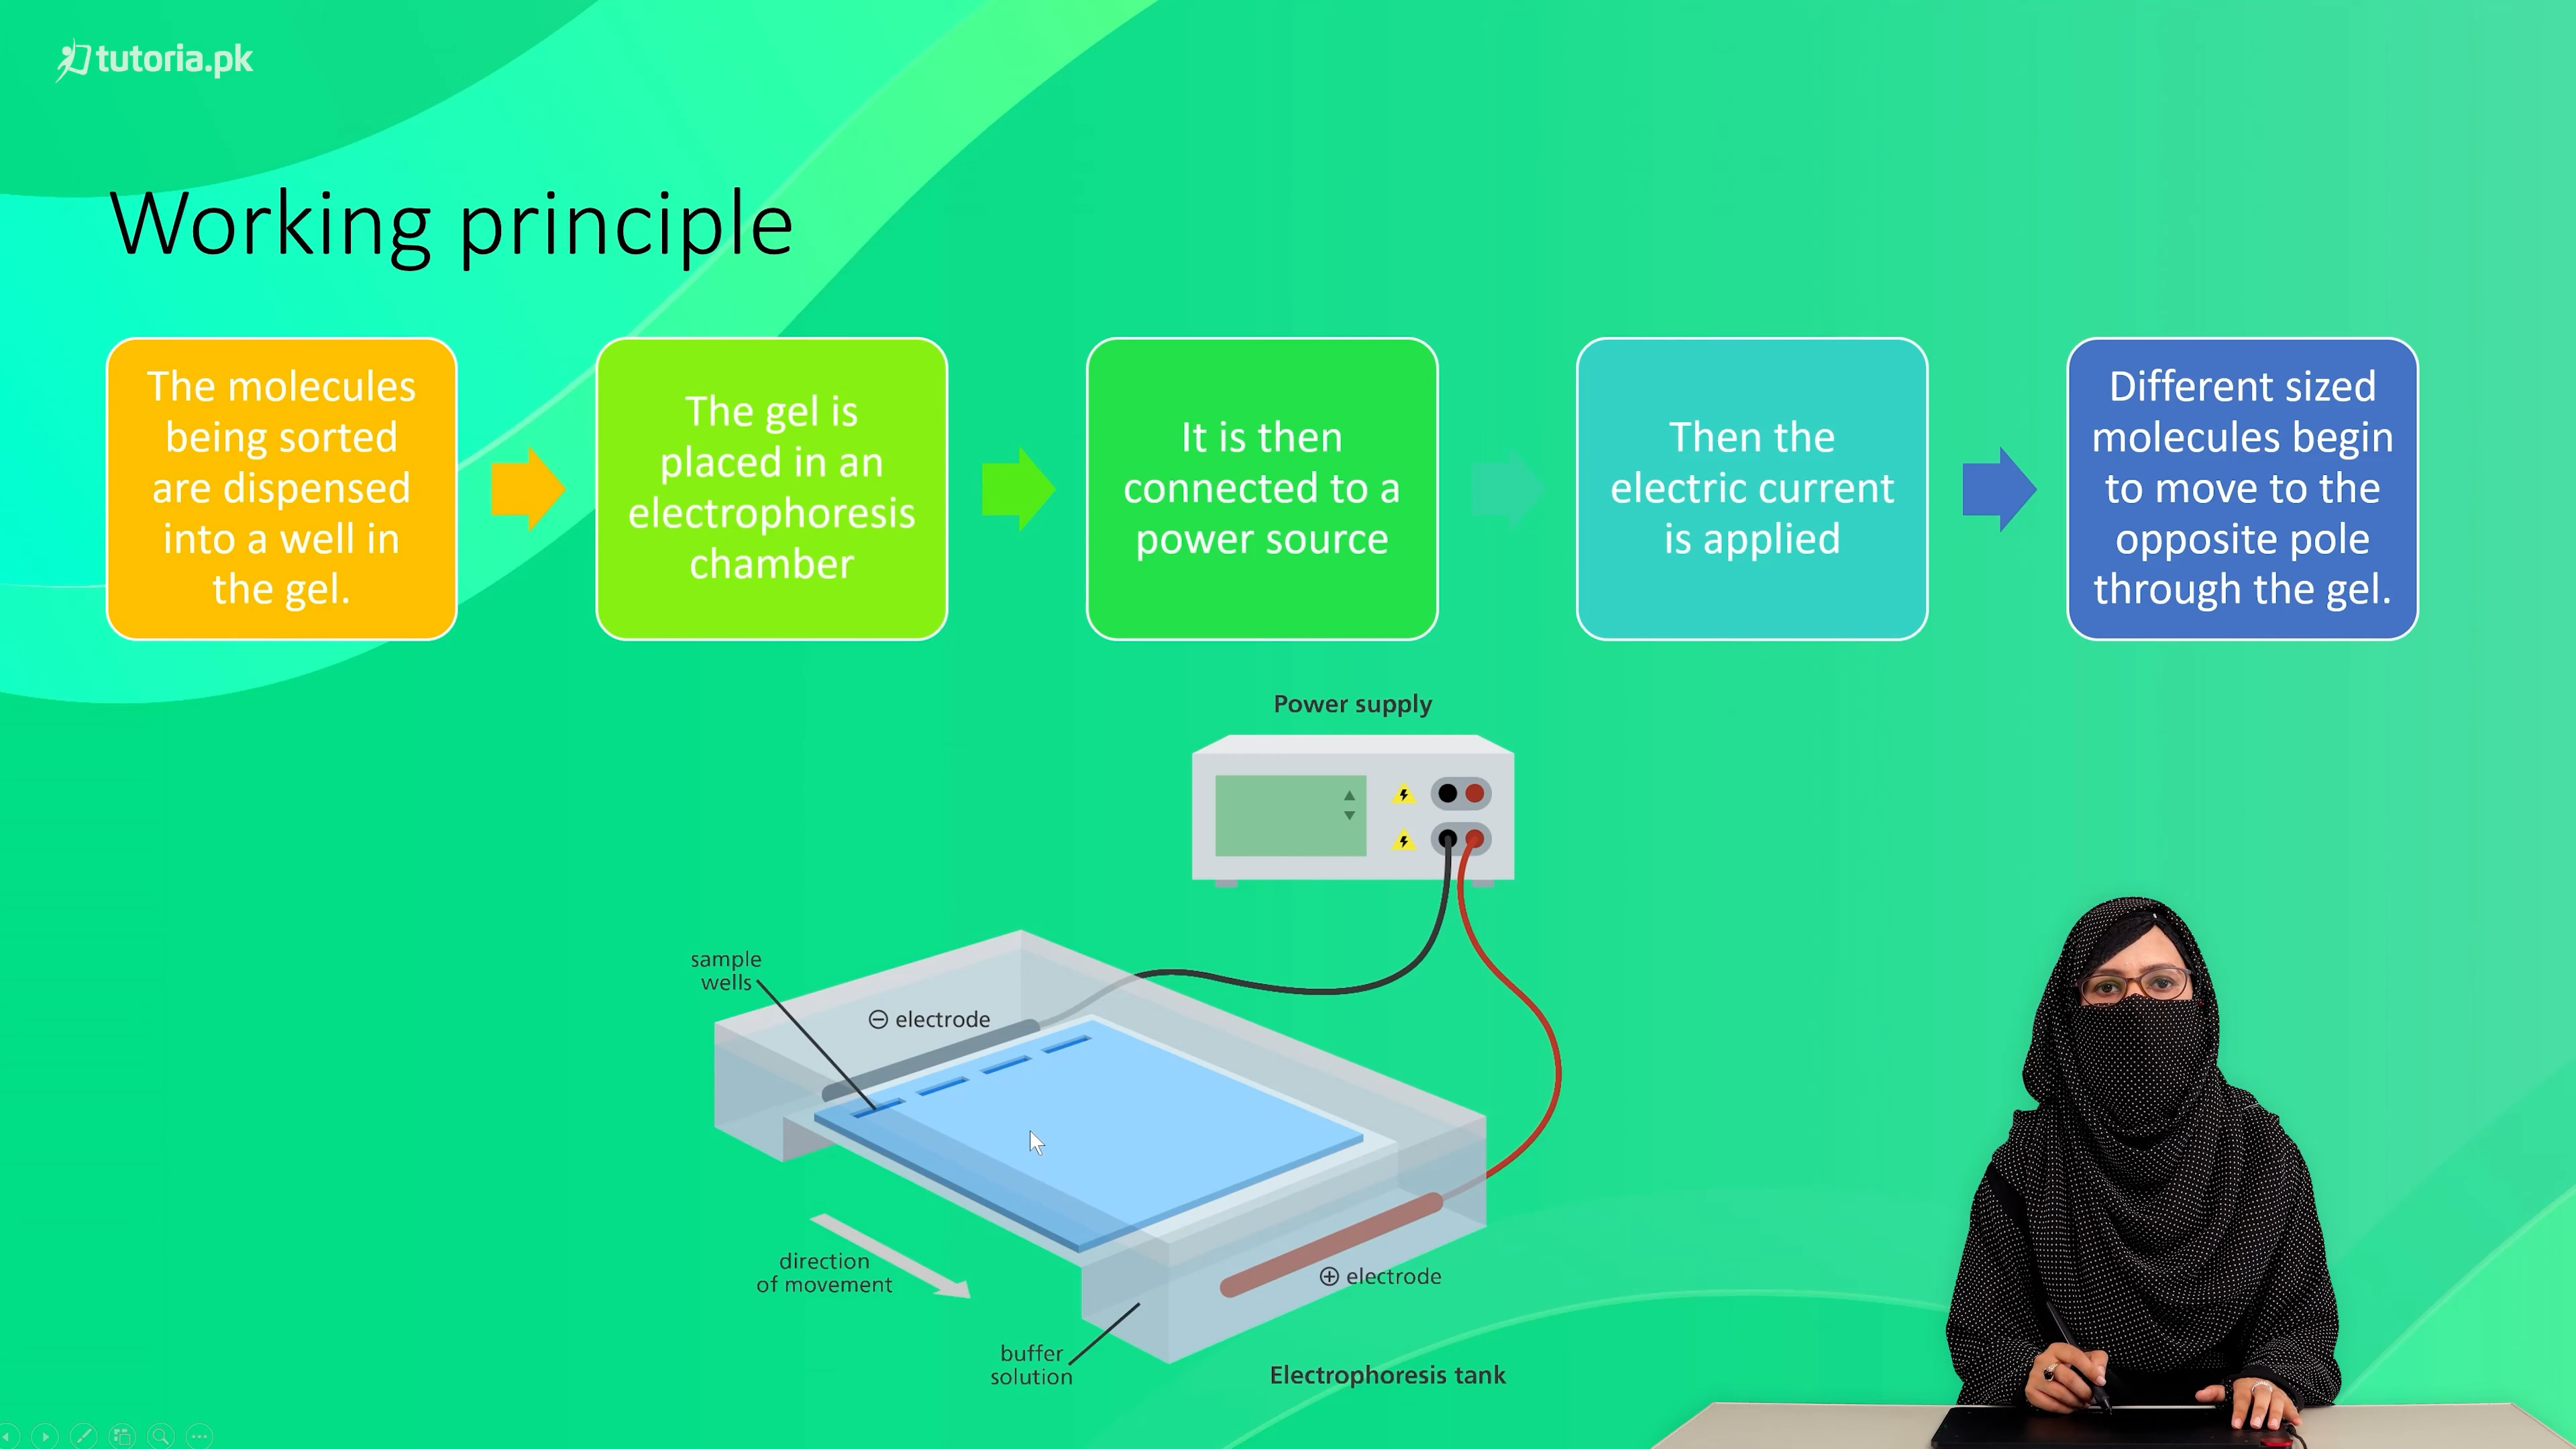 tutoria.pk
Working principle
The molecules
being sorted
are dispensed
into a well in
the gel.
The gel is
placed in an
electrophoresis
chamber
It is then
connected to a
power source
Then the
electric current
is applied
Different sized
molecules begin
to move to the
opposite pole
through the gel.
Power supply
sample
wells
⊖ electrode
direction
of movement
⊕ electrode
buffer
solution
Electrophoresis tank